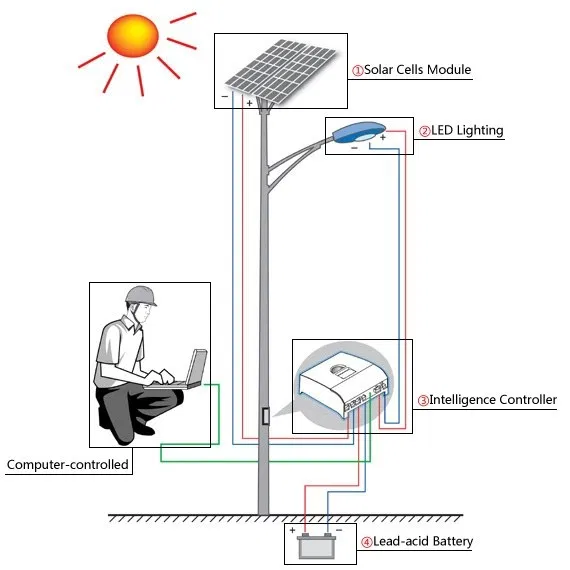 ①Solar Cells Module
− +
②LED Lighting
− +
③Intelligence Controller
Computer-controlled
+ −
④Lead-acid Battery